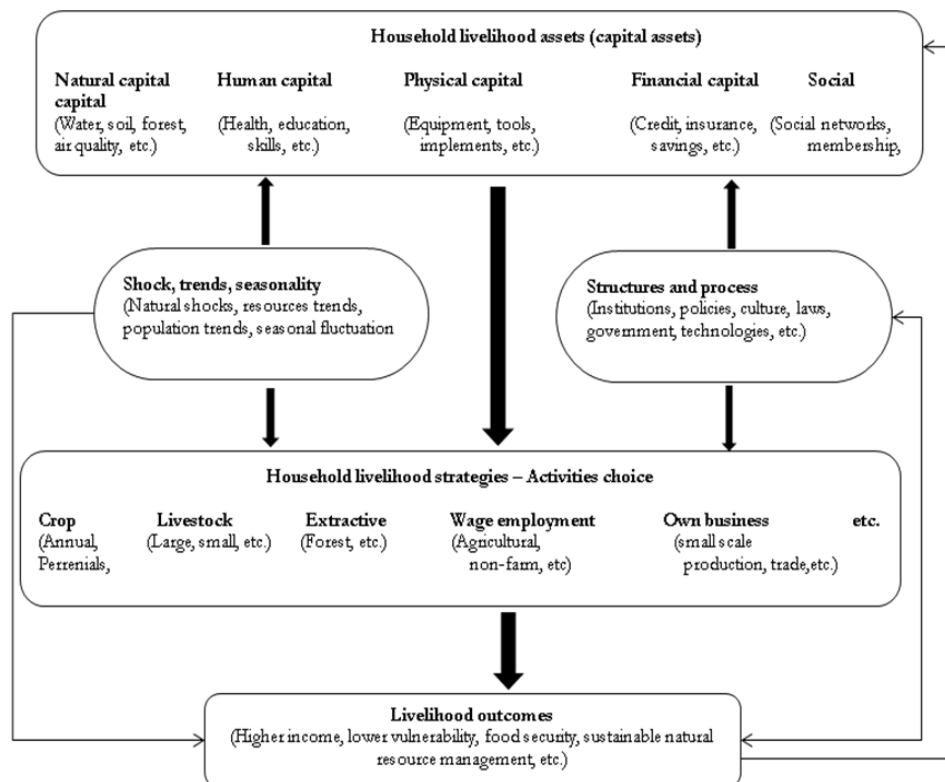 Household livelihood assets (capital assets)
Natural capital Human capital Physical capital Financial capital Social
capital
(Water, soil, forest, (Health, education, (Equipment, tools, (Credit, insurance, (Social networks,
air quality, etc.) skills, etc.) implements, etc.) savings, etc.) membership,
Shock, trends, seasonality
(Natural shocks, resources trends,
population trends, seasonal fluctuation
Structures and process
(Institutions, policies, culture, laws,
government, technologies, etc.)
Household livelihood strategies – Activities choice
Crop Livestock Extractive Wage employment Own business etc.
(Annual, (Large, small, etc.) (Forest, etc.) (Agricultural, (small scale
Perrenials, non-farm, etc) production, trade,etc.)
Livelihood outcomes
(Higher income, lower vulnerability, food security, sustainable natural
resource management, etc.)